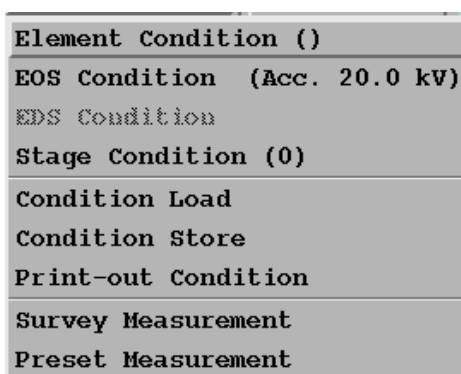 Element Condition ()
EOS Condition (Acc. 20.0 kV)
EDS Condition
Stage Condition (0)
Condition Load
Condition Store
Print-out Condition
Survey Measurement
Preset Measurement